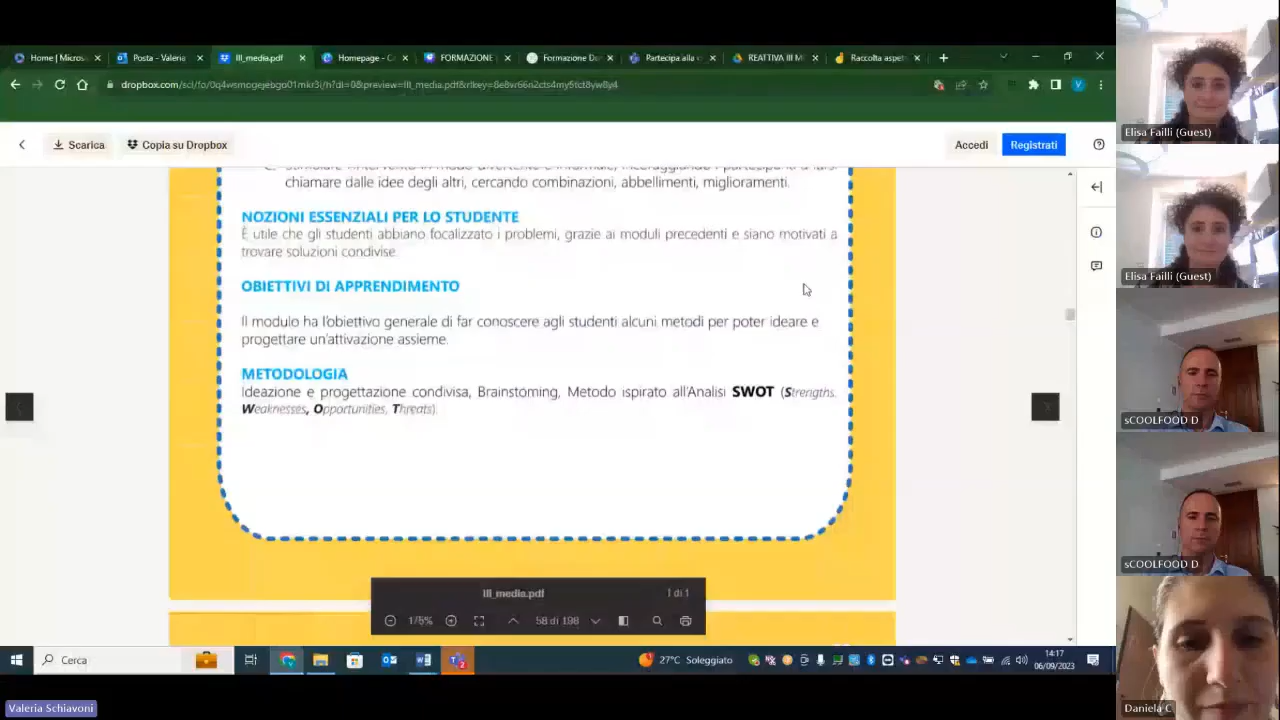 Home | Micros
Posta - Valeria
III_media.pdf
Homepage - C
FORMAZIONE
Formazione Do
Partecipa alla
REATTIVA III M
Raccolta aspet
Scarica
Copia su Dropbox
Accedi
Registrati
chiamare dalle idee degli altri, cercando combinazioni, abbellimenti, miglioramenti.
NOZIONI ESSENZIALI PER LO STUDENTE
È utile che gli studenti abbiano focalizzato i problemi, grazie ai moduli precedenti e siano motivati a
trovare soluzioni condivise.
OBIETTIVI DI APPRENDIMENTO
Il modulo ha l'obiettivo generale di far conoscere agli studenti alcuni metodi per poter ideare e
progettare un'attivazione assieme.
METODOLOGIA
Ideazione e progettazione condivisa, Brainstoming, Metodo ispirato all'Analisi SWOT (Strengths,
Weaknesses, Opportunities, Threats).
III_media.pdf
1 di 1
175%
58 di 198
Cerca
27°C Soleggiato
14:17
06/09/2023
Elisa Failli (Guest)
Elisa Failli (Guest)
sCOOLFOOD D
sCOOLFOOD D
Daniela C
Valeria Schiavoni